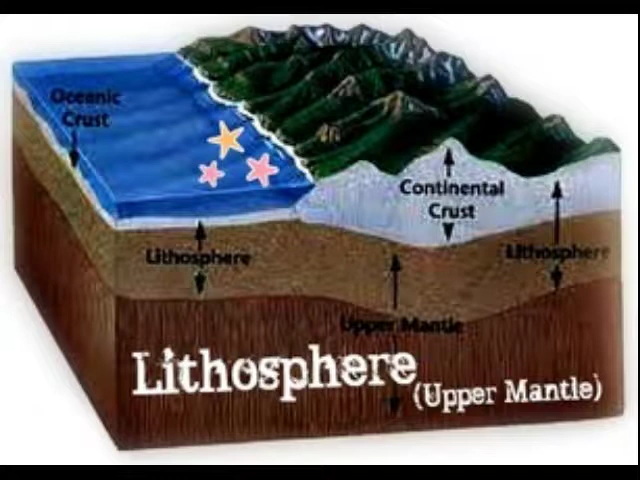 Oceanic
Crust
Continental
Crust
Lithosphere
Lithosphere
Upper Mantle
Lithosphere
(Upper Mantle)